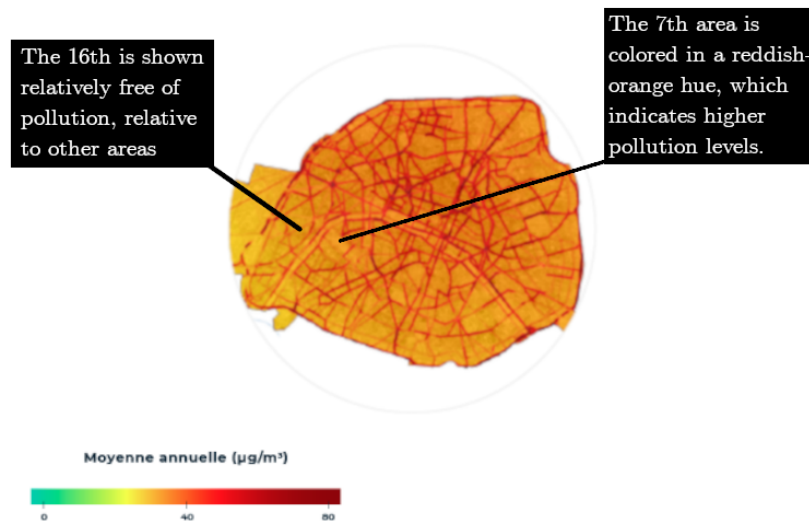 The 16th is shown
relatively free of
pollution, relative
to other areas
The 7th area is
colored in a reddish-
orange hue, which
indicates higher
pollution levels.
Moyenne annuelle (µg/m³)
0 40 80